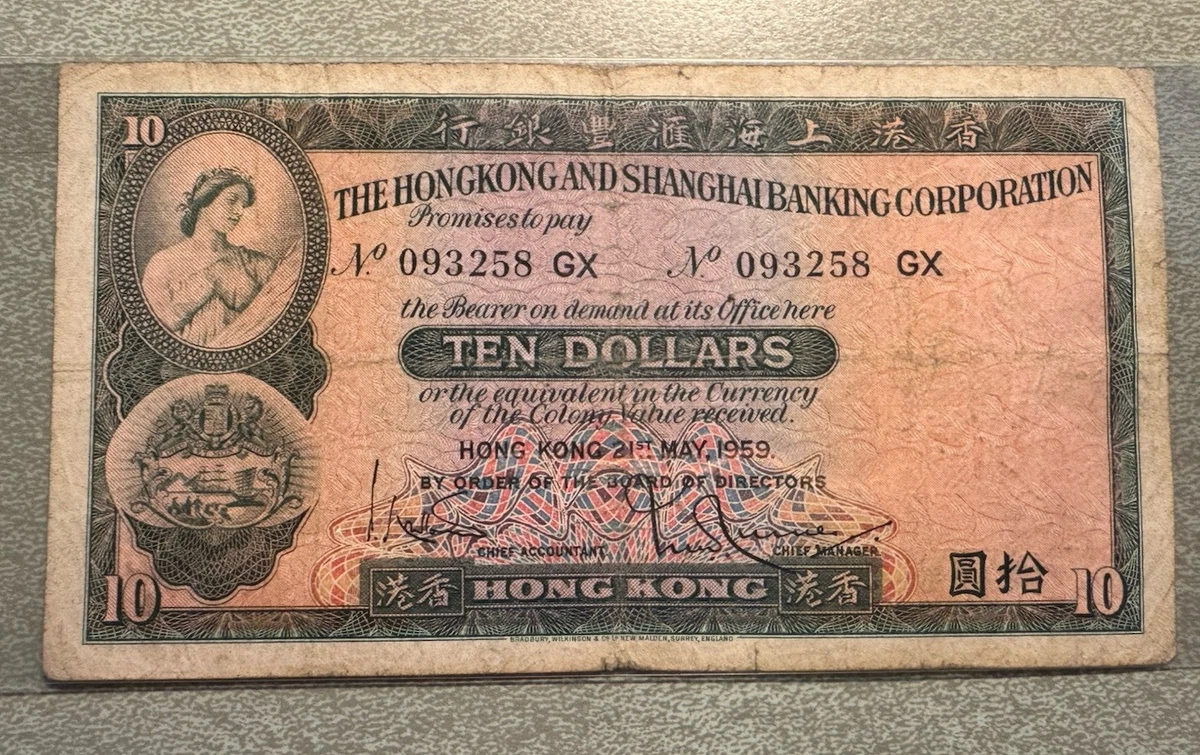 10
行銀豐滙海上港香
THE HONGKONG AND SHANGHAI BANKING CORPORATION
Promises to pay
Nº 093258 GX Nº 093258 GX
the Bearer on demand at its Office here
TEN DOLLARS
or the equivalent in the Currency
of the Colony Value received.
HONG KONG 21ST MAY, 1959.
BY ORDER OF THE BOARD OF DIRECTORS
CHIEF ACCOUNTANT. CHIEF MANAGER
10 港香 HONG KONG 港香 圓拾 10
BRADBURY, WILKINSON & Cº Lº NEW MALDEN, SURREY, ENGLAND